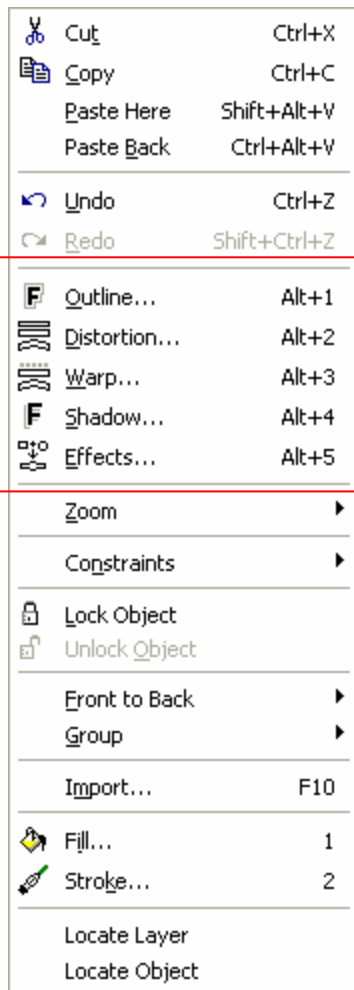 Cut Ctrl+X
Copy Ctrl+C
Paste Here Shift+Alt+V
Paste Back Ctrl+Alt+V
Undo Ctrl+Z
Redo Shift+Ctrl+Z
Outline... Alt+1
Distortion... Alt+2
Warp... Alt+3
Shadow... Alt+4
Effects... Alt+5
Zoom
Constraints
Lock Object
Unlock Object
Front to Back
Group
Import... F10
Fill... 1
Stroke... 2
Locate Layer
Locate Object